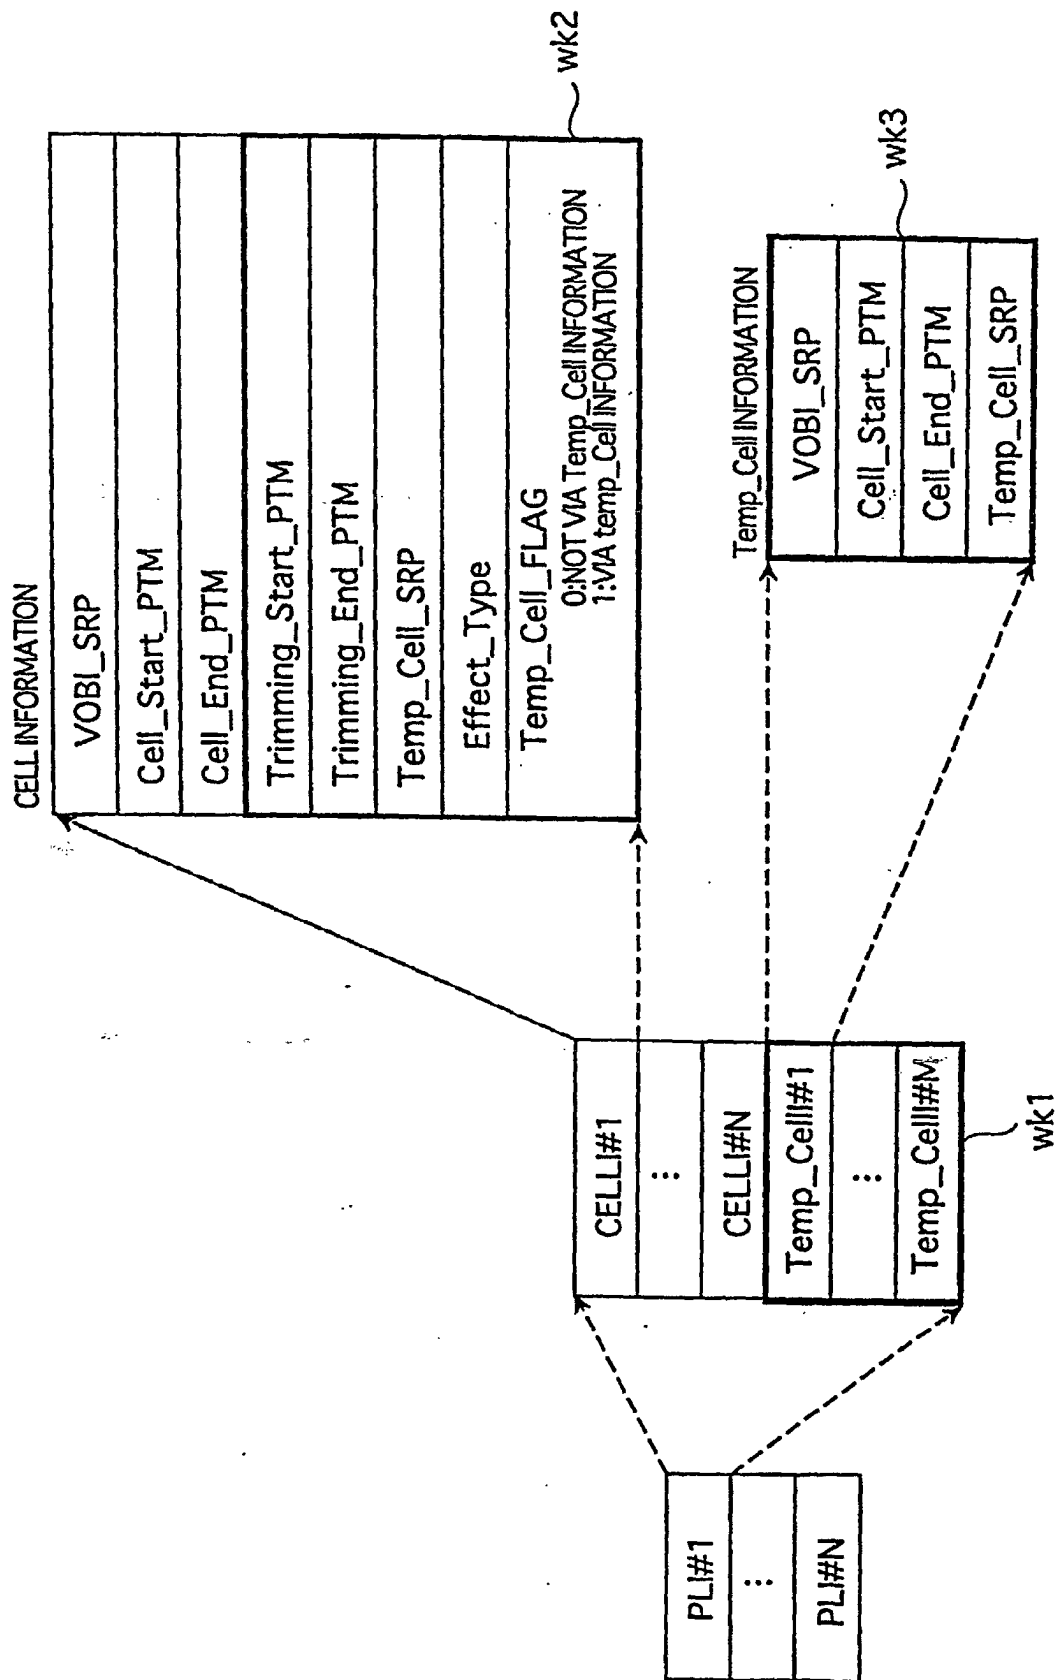 PLI#1
⋮
PLI#N
CELLI#1
⋮
CELLI#N
Temp_CellI#1
⋮
Temp_CellI#M
wk1
CELL INFORMATION
VOBI_SRP
Cell_Start_PTM
Cell_End_PTM
Trimming_Start_PTM
Trimming_End_PTM
Temp_Cell_SRP
Effect_Type
Temp_Cell_FLAG
0:NOT VIA Temp_Cell INFORMATION
1:VIA temp_Cell INFORMATION
wk2
Temp_Cell INFORMATION
VOBI_SRP
Cell_Start_PTM
Cell_End_PTM
Temp_Cell_SRP
wk3